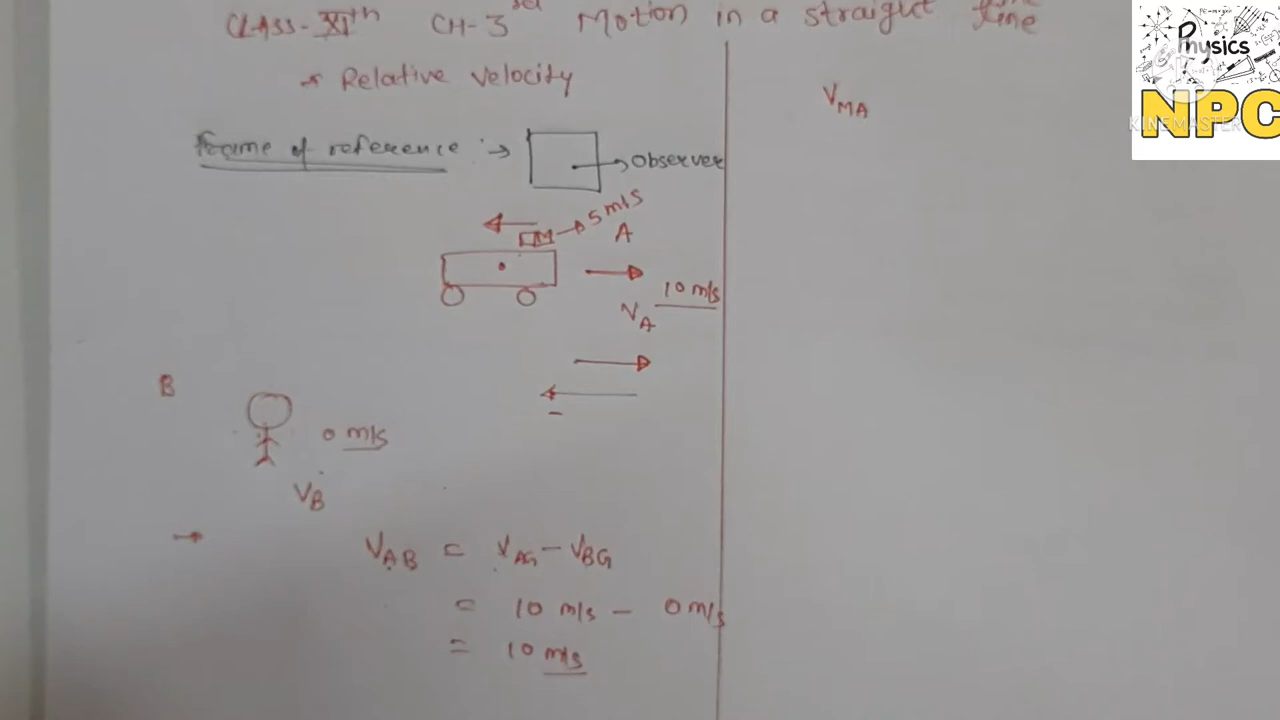 CLASS-XIth CH-3rd Motion in a straight line
* Relative velocity
Frame of reference :→
Observer
5 m/s
M
A
10 m/s
VA
B
0 m/s
VB
→ VAB = VAG - VBG
= 10 m/s - 0 m/s
= 10 m/s
VMA
Physics
NPC
KINEMASTER